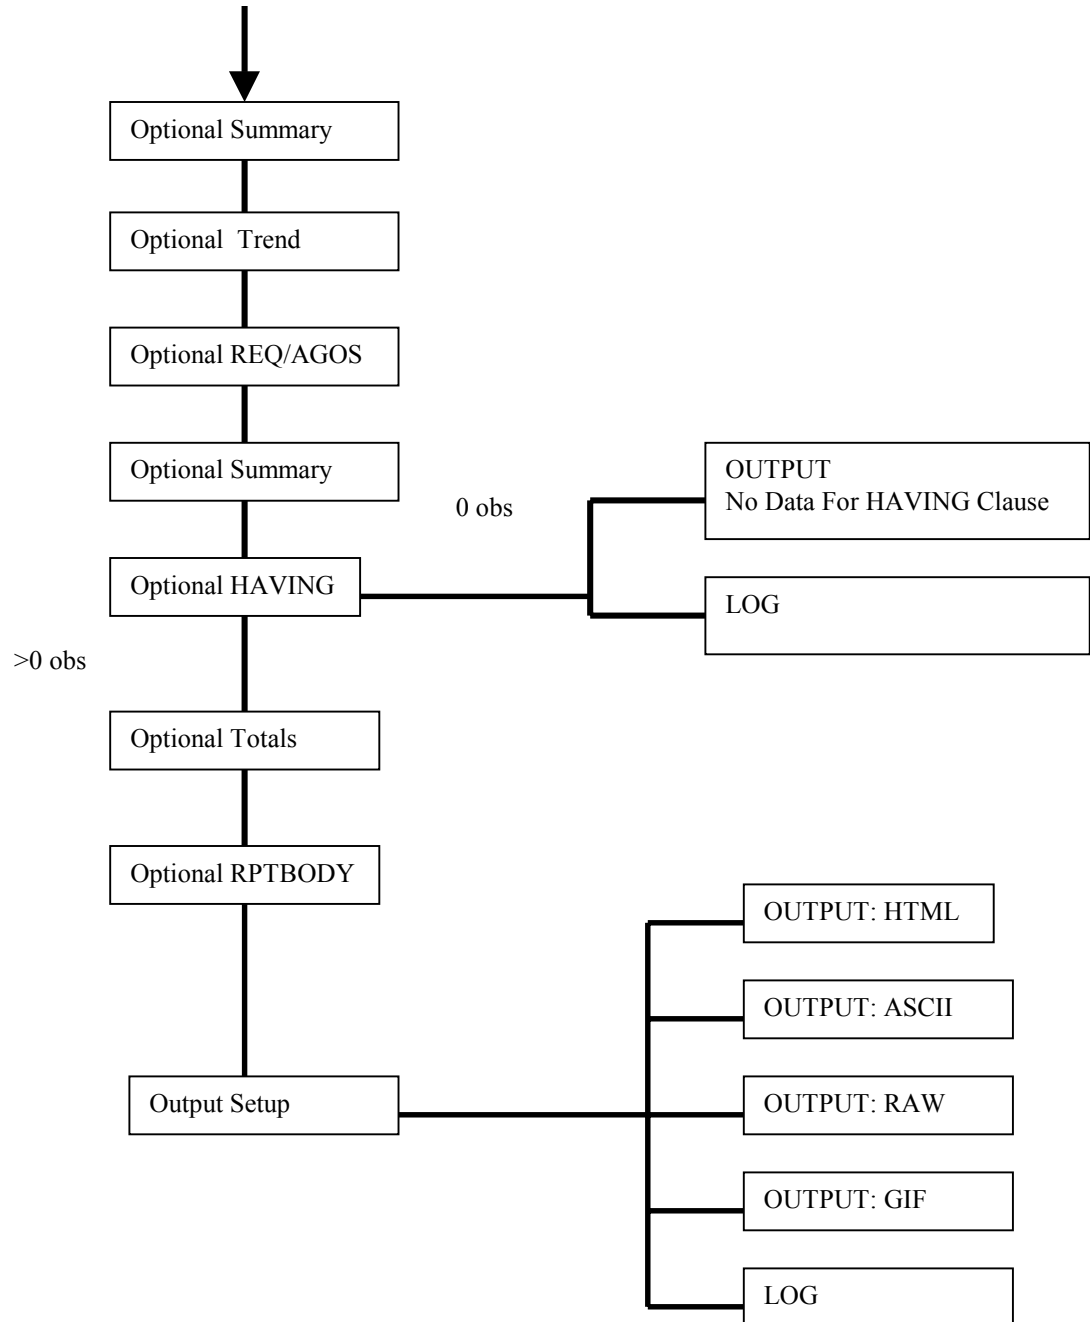 Optional Summary
Optional Trend
Optional REQ/AGOS
Optional Summary
0 obs
OUTPUT
No Data For HAVING Clause
Optional HAVING
LOG
>0 obs
Optional Totals
Optional RPTBODY
OUTPUT: HTML
OUTPUT: ASCII
Output Setup
OUTPUT: RAW
OUTPUT: GIF
LOG